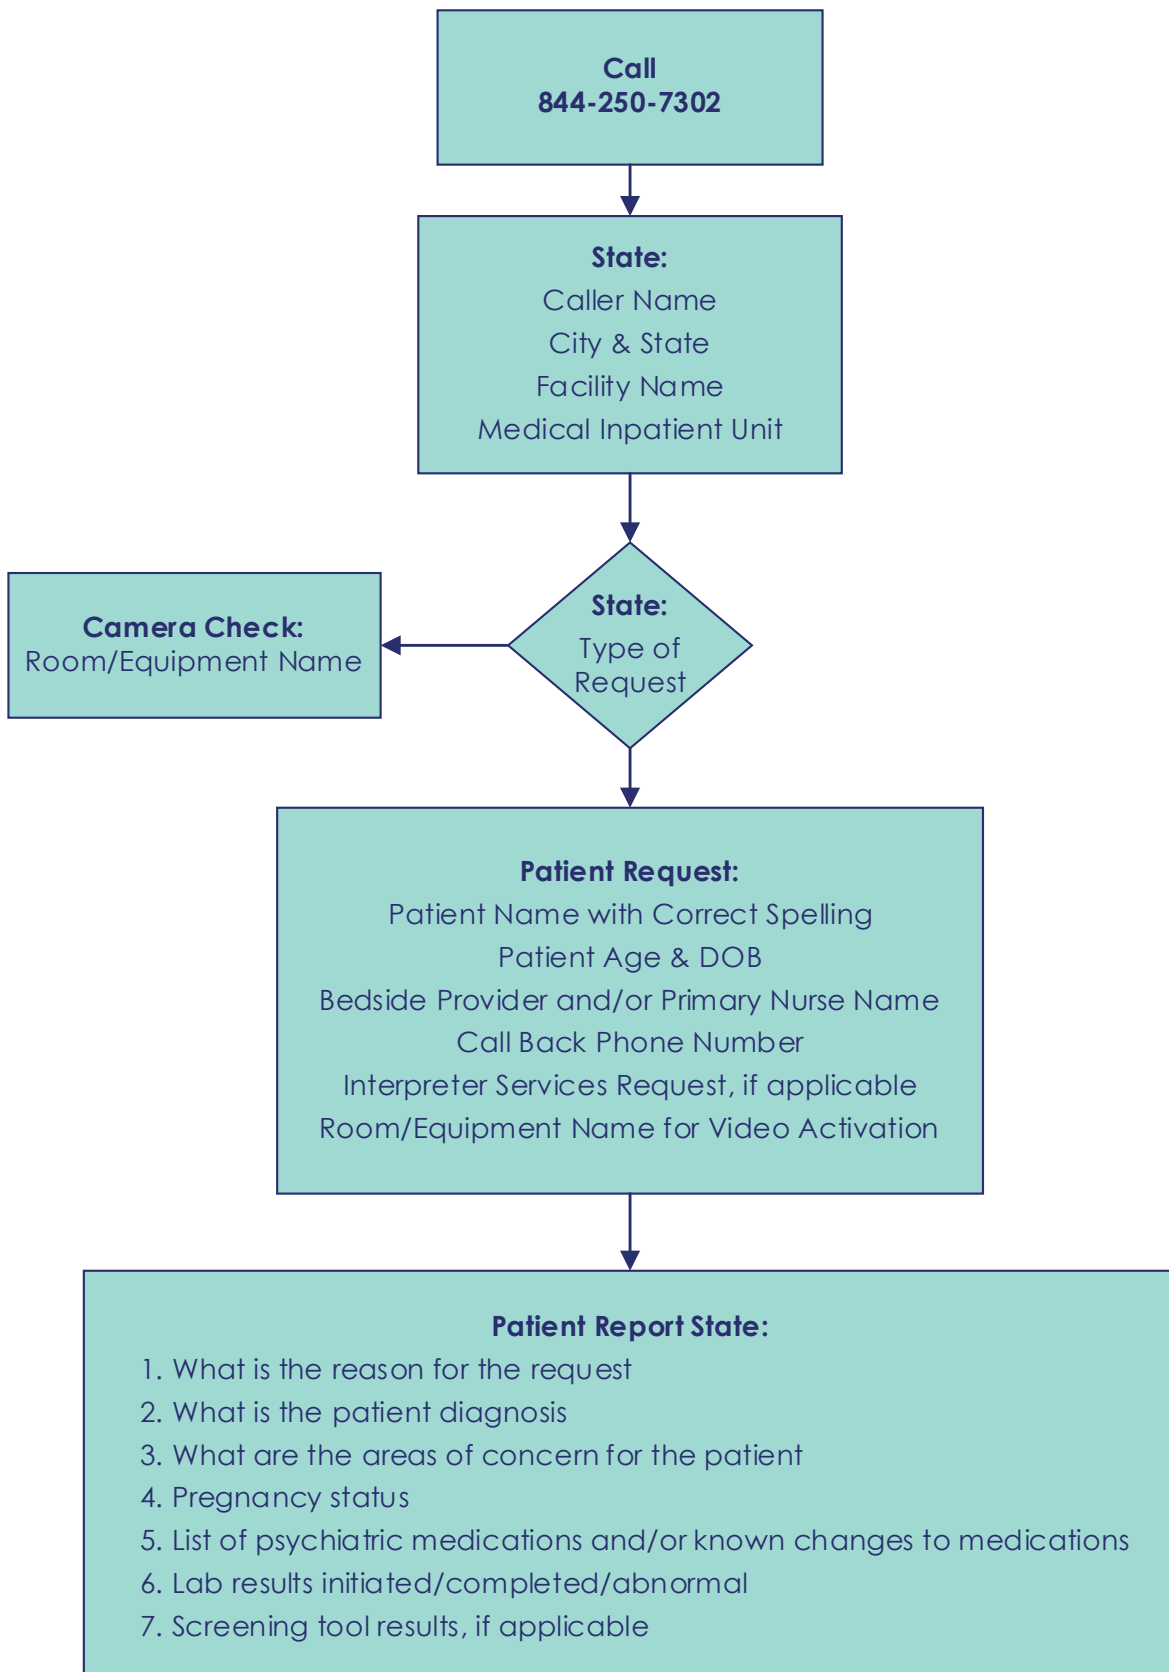 Call
844-250-7302
State:
Caller Name
City & State
Facility Name
Medical Inpatient Unit
State:
Type of
Request
Camera Check:
Room/Equipment Name
Patient Request:
Patient Name with Correct Spelling
Patient Age & DOB
Bedside Provider and/or Primary Nurse Name
Call Back Phone Number
Interpreter Services Request, if applicable
Room/Equipment Name for Video Activation
Patient Report State:
1. What is the reason for the request
2. What is the patient diagnosis
3. What are the areas of concern for the patient
4. Pregnancy status
5. List of psychiatric medications and/or known changes to medications
6. Lab results initiated/completed/abnormal
7. Screening tool results, if applicable